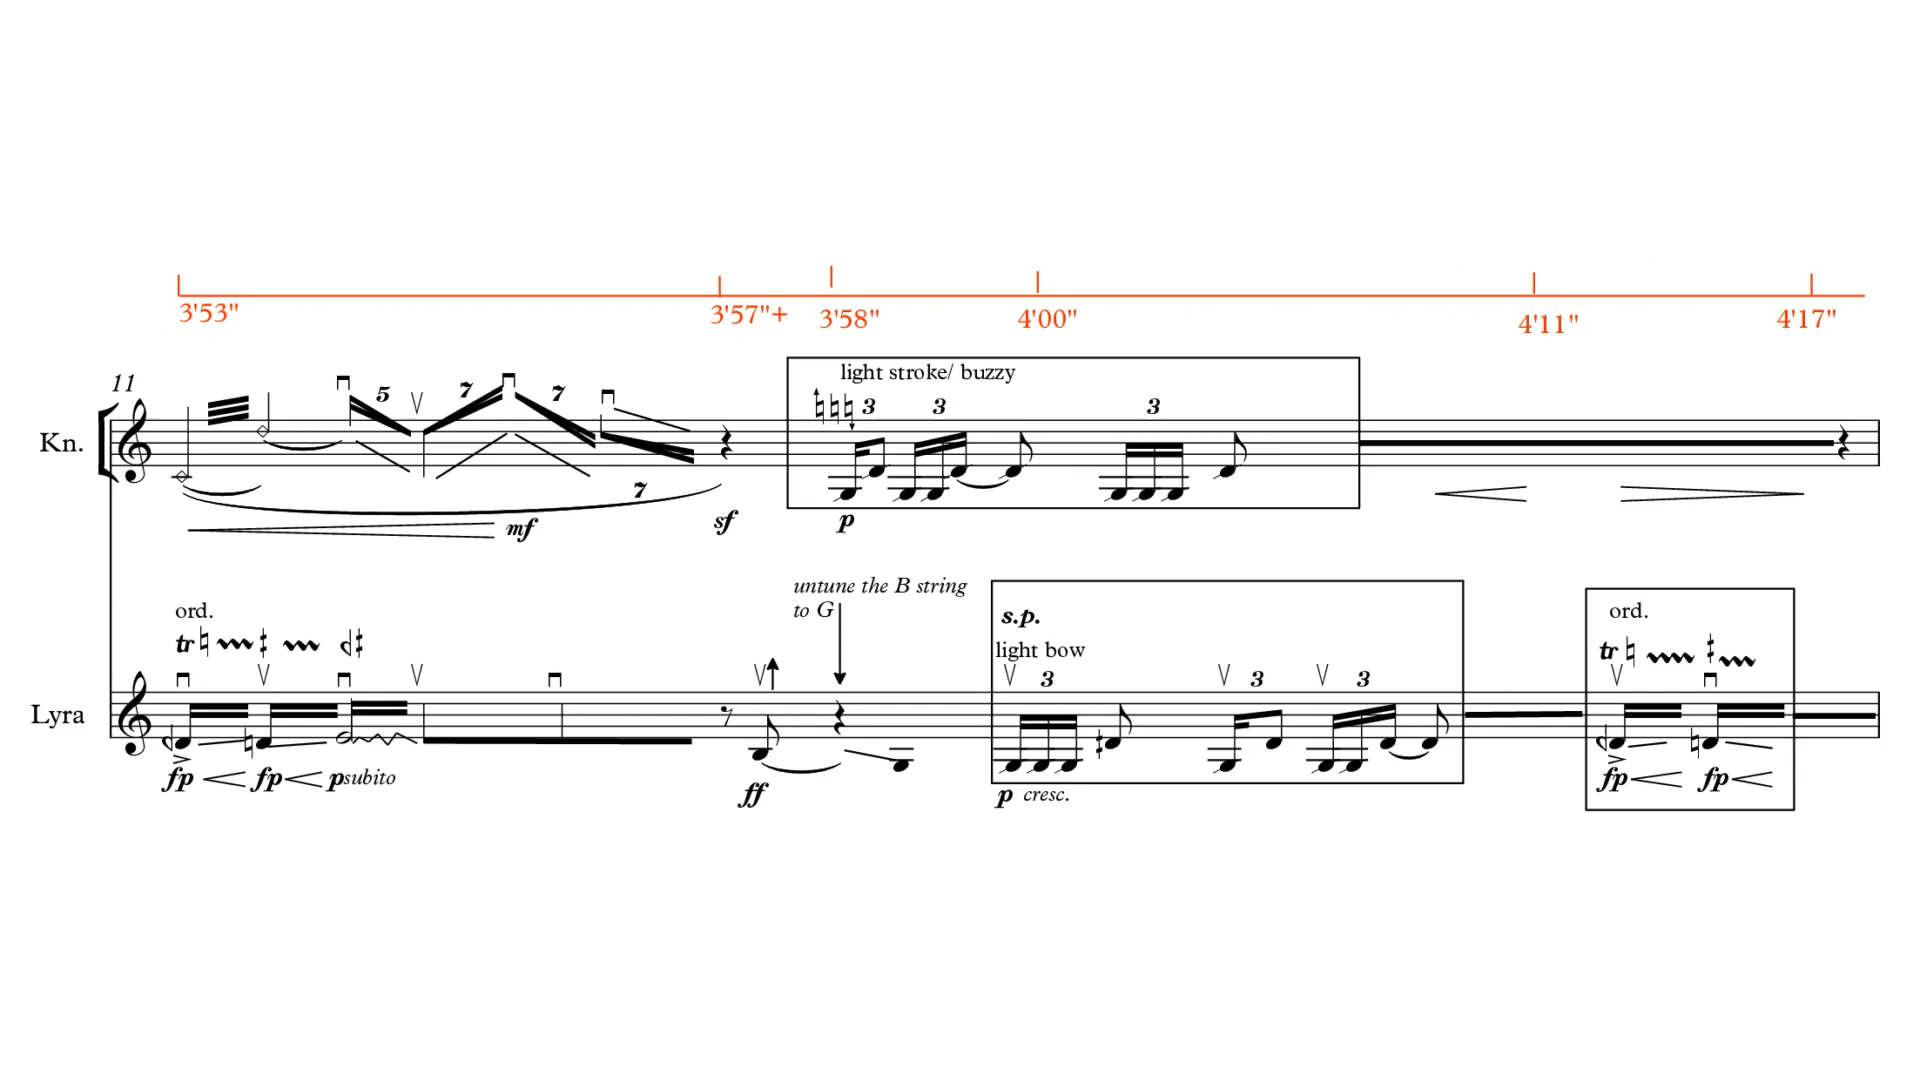 3'53" 3'57"+ 3'58" 4'00" 4'11" 4'17"
11
light stroke/ buzzy
5 7 7 3 3 3
Kn.
7
mf sf p
untune the B string
to G
ord. s.p. ord.
tr tr
light bow
3 3 3
Lyra
fp fp psubito ff p cresc. fp fp